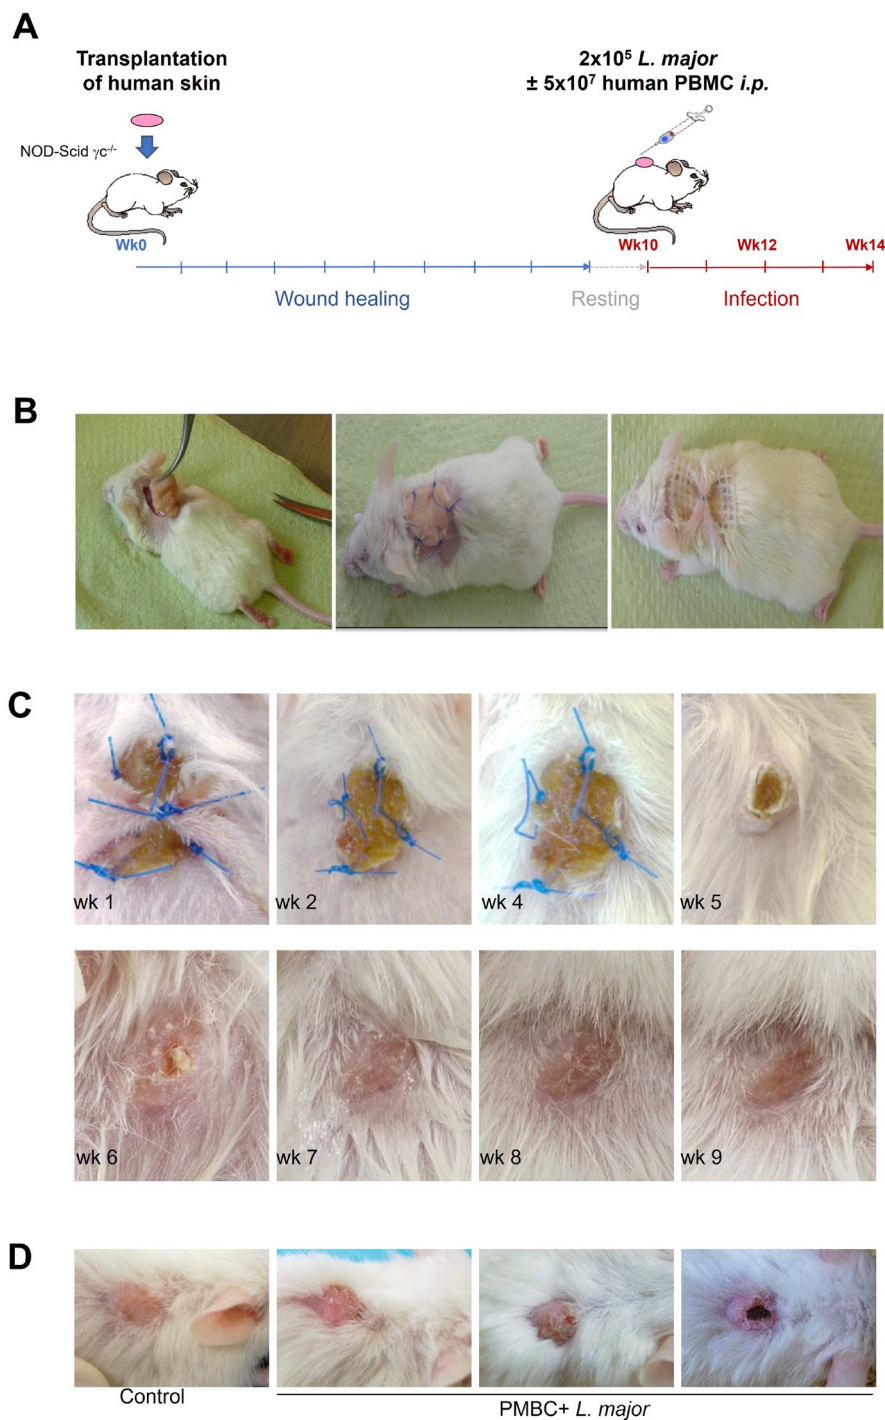 A
Transplantation
of human skin
2x10⁵ L. major
± 5x10⁷ human PBMC i.p.
NOD-Scid γc⁻/⁻
Wk0
Wk10
Wk12
Wk14
Wound healing
Resting
Infection
B
C
wk 1
wk 2
wk 4
wk 5
wk 6
wk 7
wk 8
wk 9
D
Control
PMBC+ L. major